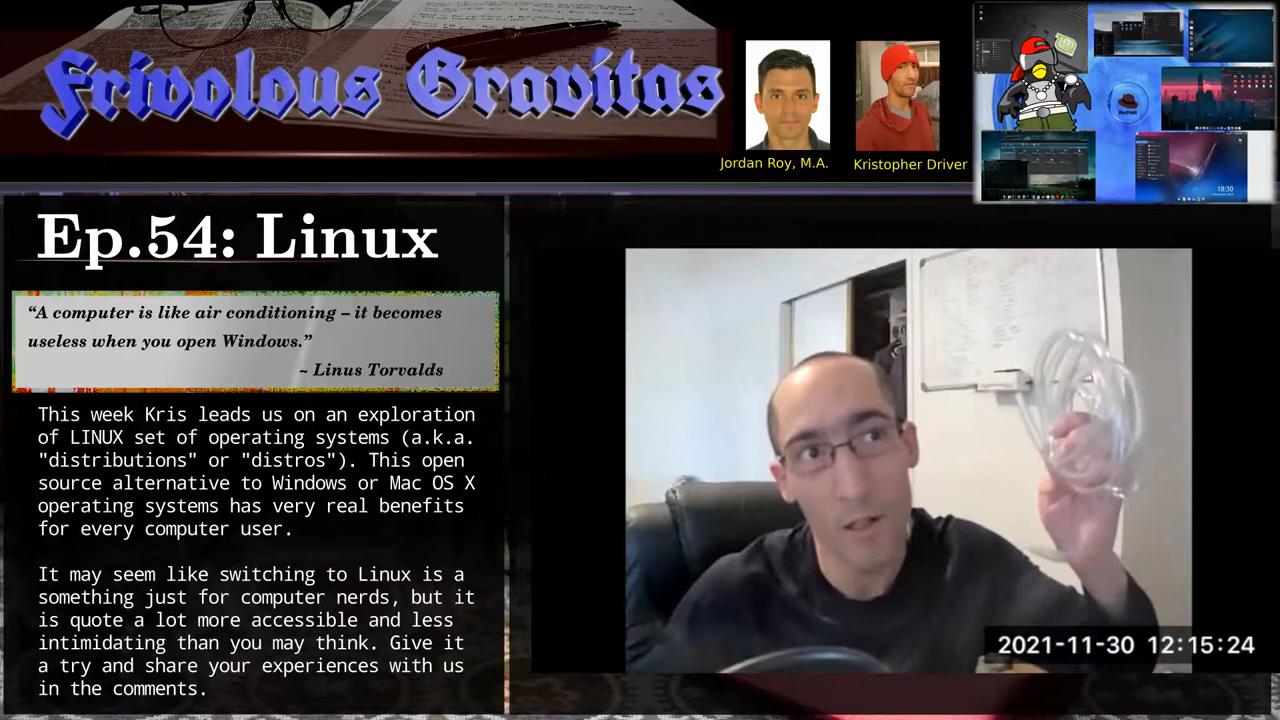 Frivolous Gravitas
Jordan Roy, M.A.
Kristopher Driver
RedHat
18:30
Ep.54: Linux
“A computer is like air conditioning – it becomes
useless when you open Windows.”
~ Linus Torvalds
This week Kris leads us on an exploration
of LINUX set of operating systems (a.k.a.
"distributions" or "distros"). This open
source alternative to Windows or Mac OS X
operating systems has very real benefits
for every computer user.
It may seem like switching to Linux is a
something just for computer nerds, but it
is quote a lot more accessible and less
intimidating than you may think. Give it
a try and share your experiences with us
in the comments.
2021-11-30 12:15:24